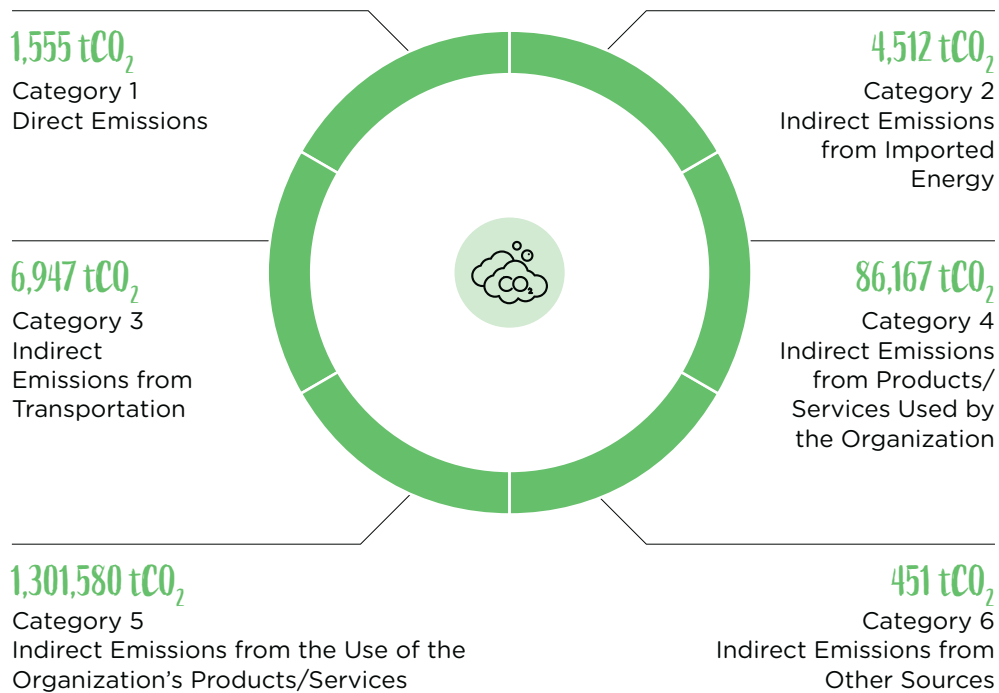 1,555 tCO₂
Category 1
Direct Emissions
4,512 tCO₂
Category 2
Indirect Emissions
from Imported
Energy
6,947 tCO₂
Category 3
Indirect
Emissions from
Transportation
86,167 tCO₂
Category 4
Indirect Emissions
from Products/
Services Used by
the Organization
CO₂
1,301,580 tCO₂
Category 5
Indirect Emissions from the Use of the
Organization's Products/Services
451 tCO₂
Category 6
Indirect Emissions from
Other Sources